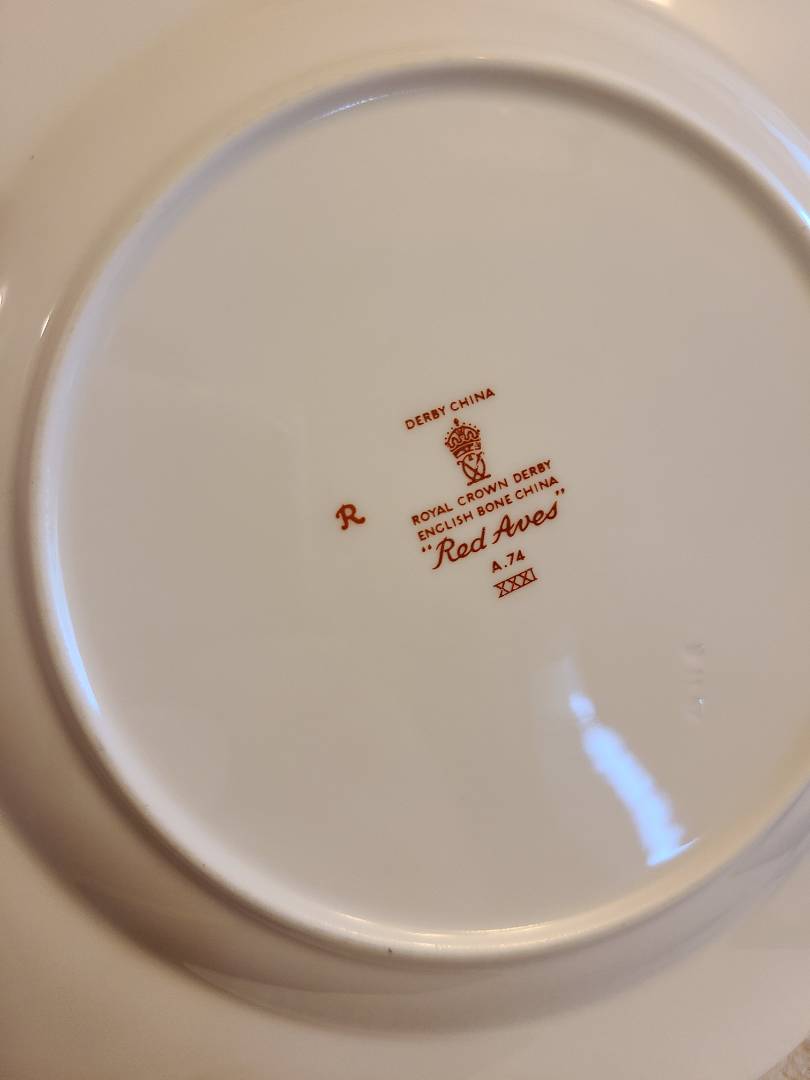 DERBY CHINA
ROYAL CROWN DERBY
ENGLISH BONE CHINA
R
"Red Aves"
A.74
XXXI